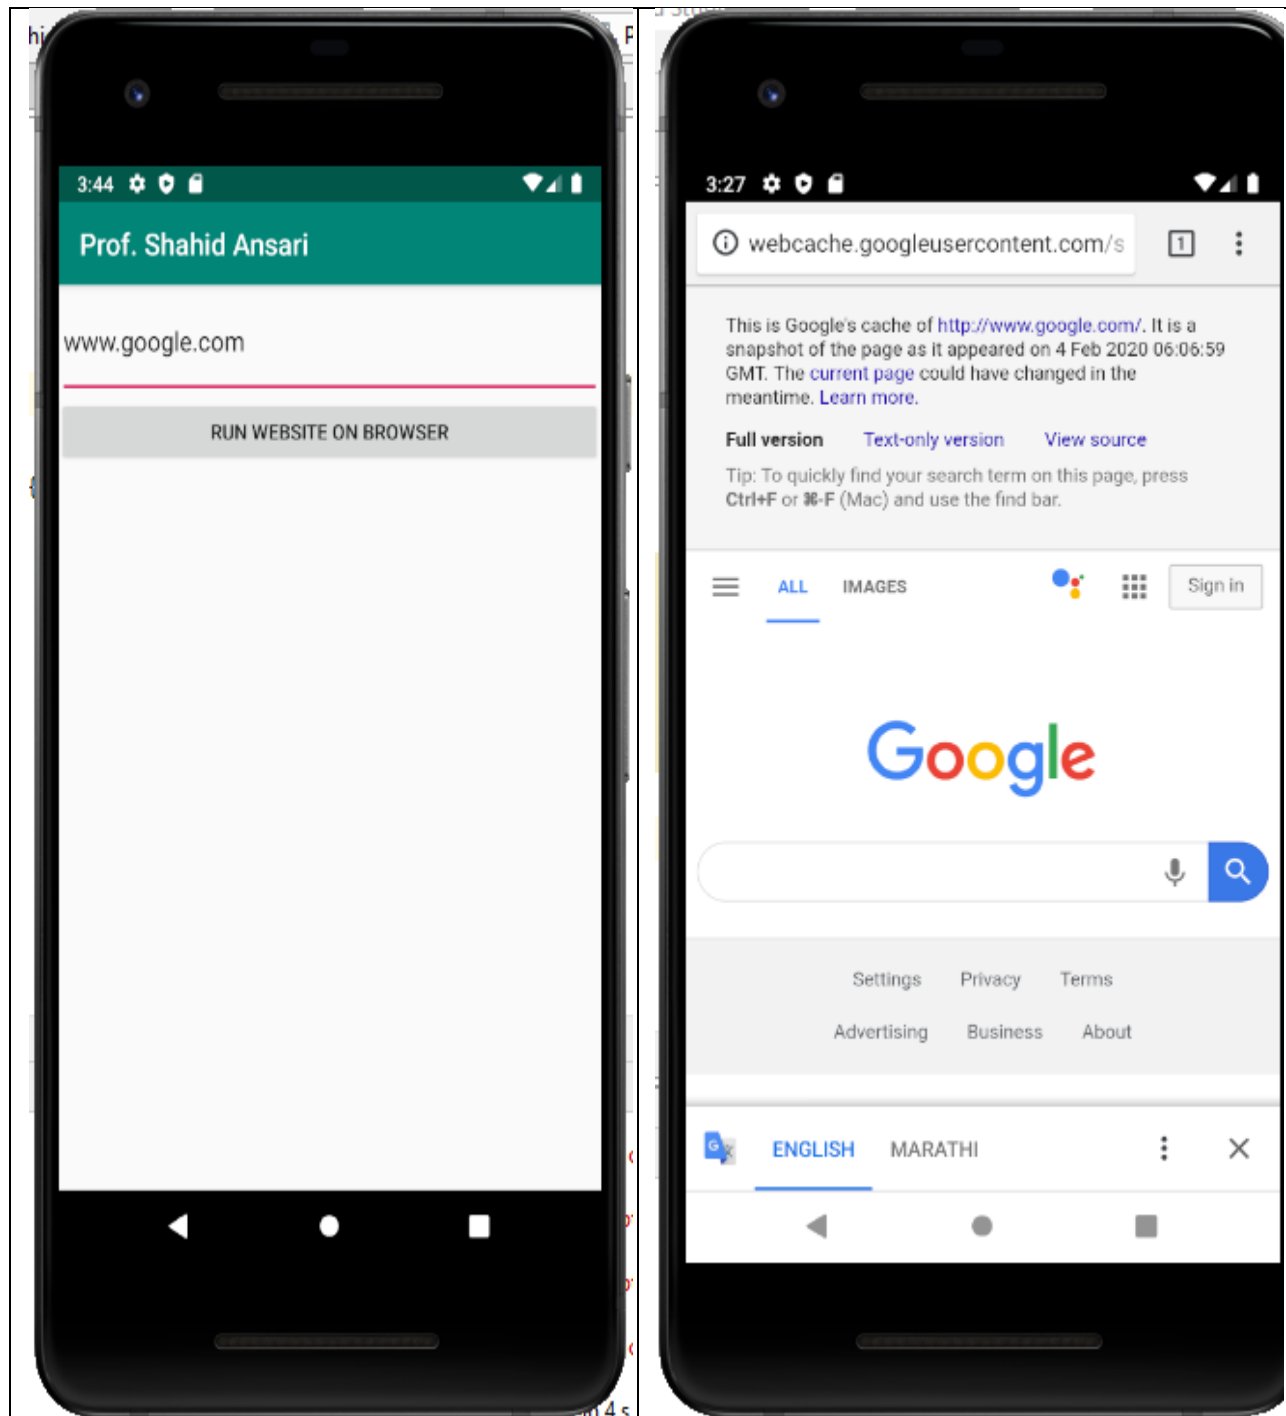 3:44
Prof. Shahid Ansari
www.google.com
RUN WEBSITE ON BROWSER
3:27
webcache.googleusercontent.com/s
1
This is Google's cache of http://www.google.com/. It is a
snapshot of the page as it appeared on 4 Feb 2020 06:06:59
GMT. The current page could have changed in the
meantime. Learn more.
Full version Text-only version View source
Tip: To quickly find your search term on this page, press
Ctrl+F or ⌘-F (Mac) and use the find bar.
ALL IMAGES Sign in
Google
Settings Privacy Terms
Advertising Business About
ENGLISH MARATHI